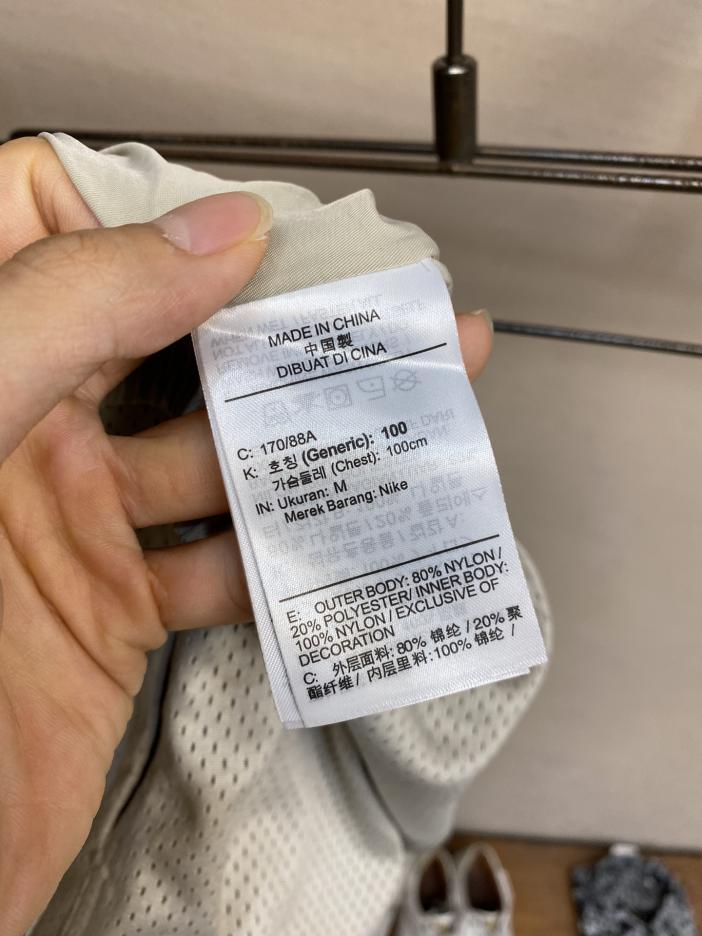 MADE IN CHINA
中国製
DIBUAT DI CINA
C: 170/88A
K: 호칭 (Generic): 100
가슴둘레 (Chest): 100cm
IN: Ukuran: M
Merek Barang: Nike
E: OUTER BODY: 80% NYLON /
20% POLYESTER/ INNER BODY:
100% NYLON / EXCLUSIVE OF
DECORATION
C: 外层面料: 80% 锦纶 / 20% 聚
酯纤维 / 内层里料:100% 锦纶 /